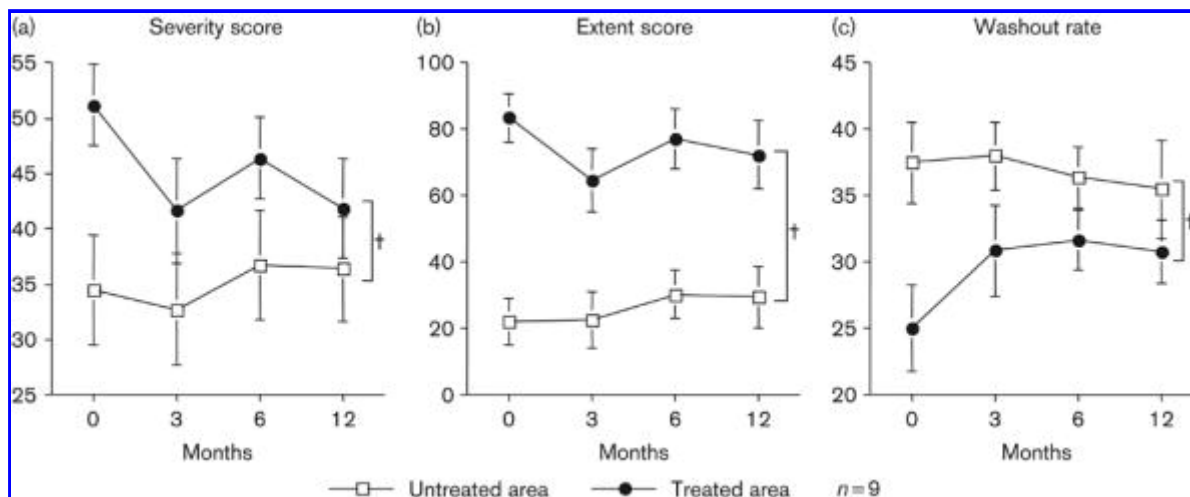 (a) Severity score
55
50
45
40
35
30
25
0 3 6 12
Months
†
(b) Extent score
100
80
60
40
20
0
0 3 6 12
Months
†
(c) Washout rate
45
40
35
30
25
20
0 3 6 12
Months
†
Untreated area Treated area n=9